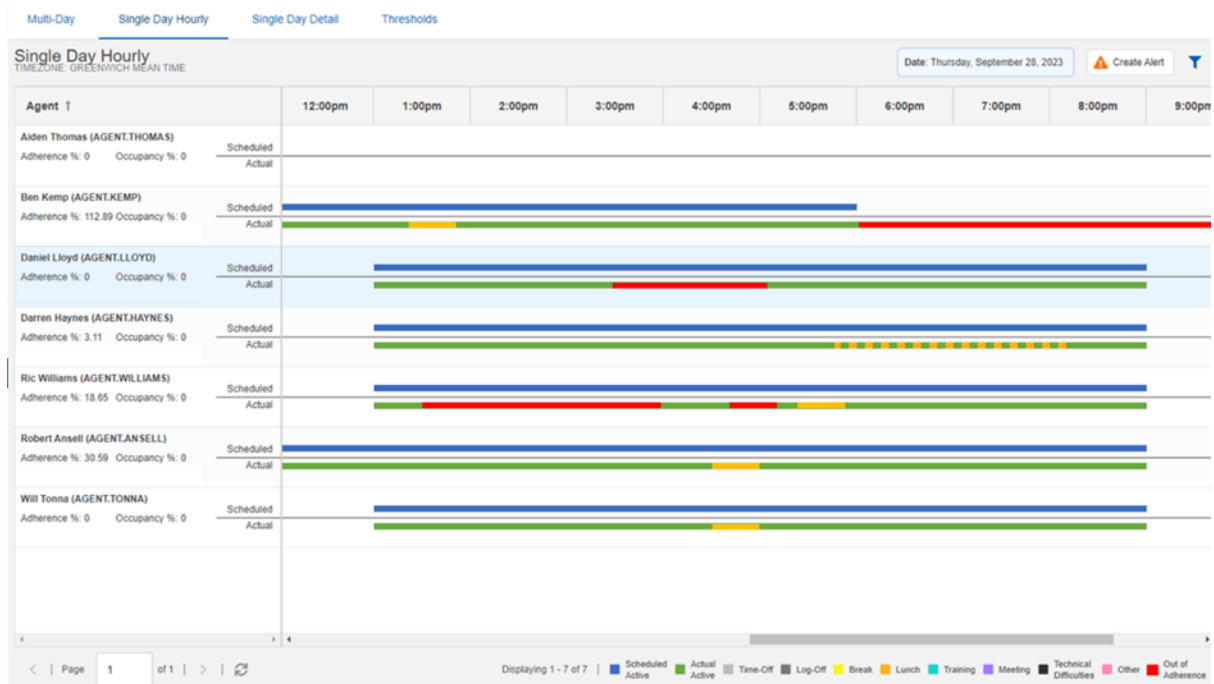 Multi-Day Single Day Hourly Single Day Detail Thresholds
Single Day Hourly
TIMEZONE: GREENWICH MEAN TIME
Date: Thursday, September 28, 2023 Create Alert
Agent ↑ 12:00pm 1:00pm 2:00pm 3:00pm 4:00pm 5:00pm 6:00pm 7:00pm 8:00pm 9:00pm
Aiden Thomas (AGENT.THOMAS)
Adherence %: 0 Occupancy %: 0
Scheduled
Actual
Ben Kemp (AGENT.KEMP)
Adherence %: 112.89 Occupancy %: 0
Scheduled
Actual
Daniel Lloyd (AGENT.LLOYD)
Adherence %: 0 Occupancy %: 0
Scheduled
Actual
Darren Haynes (AGENT.HAYNES)
Adherence %: 3.11 Occupancy %: 0
Scheduled
Actual
Ric Williams (AGENT.WILLIAMS)
Adherence %: 18.65 Occupancy %: 0
Scheduled
Actual
Robert Ansell (AGENT.ANSELL)
Adherence %: 30.59 Occupancy %: 0
Scheduled
Actual
Will Tonna (AGENT.TONNA)
Adherence %: 0 Occupancy %: 0
Scheduled
Actual
Page 1 of 1
Displaying 1 - 7 of 7 Scheduled Active Actual Active Time-Off Log-Off Break Lunch Training Meeting Technical Difficulties Other Out of Adherence